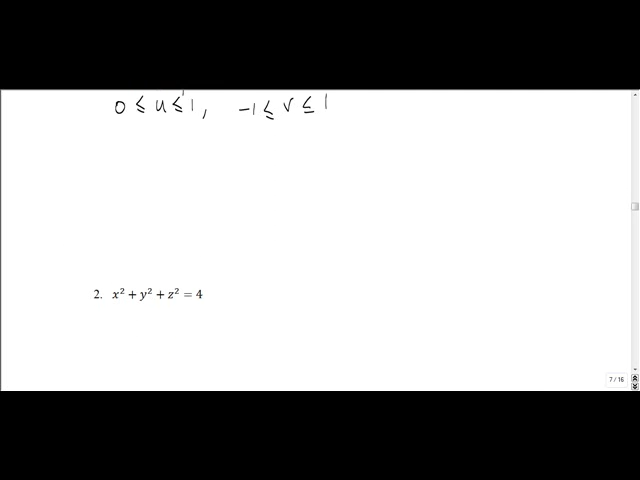 0 ≤ u ≤ 1, -1 ≤ v ≤ 1
2. x² + y² + z² = 4
7 / 16